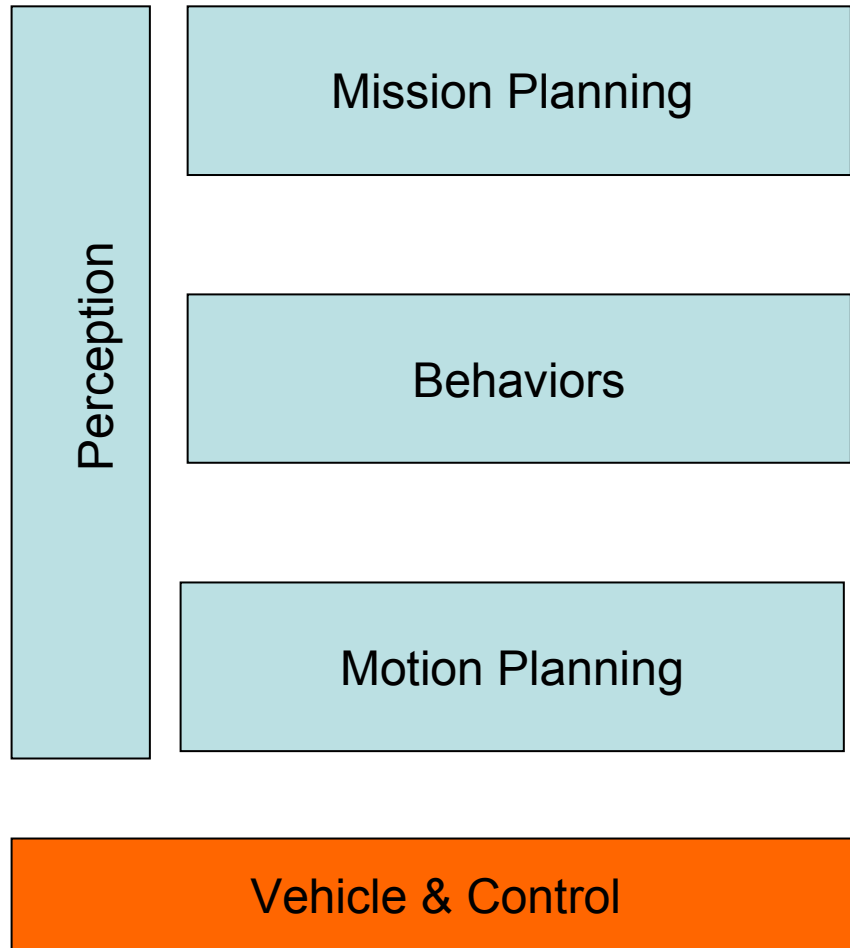 Mission Planning
Perception
Behaviors
Motion Planning
Vehicle & Control